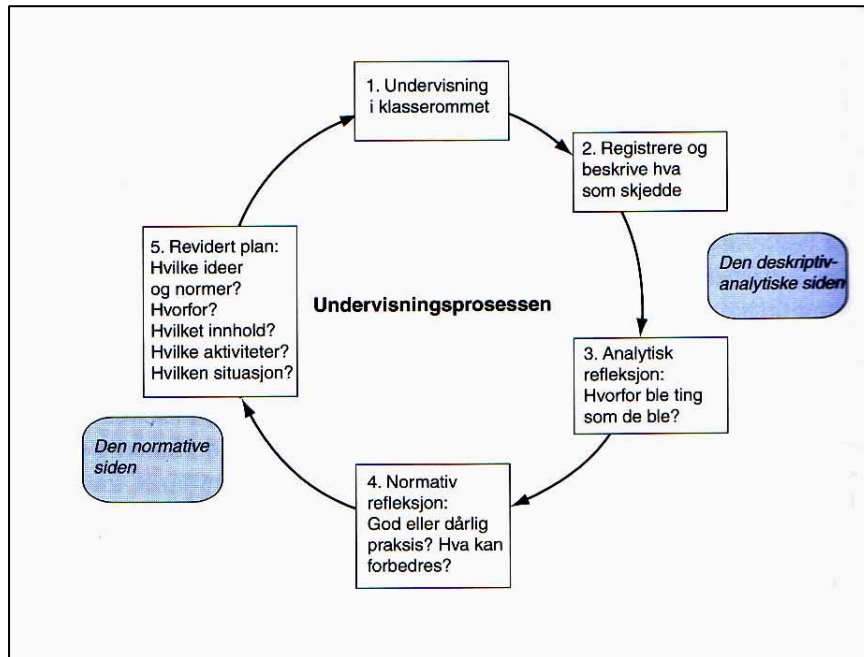 1. Undervisning
i klasserommet
2. Registrere og
beskrive hva
som skjedde
Den deskriptiv-
analytiske siden
3. Analytisk
refleksjon:
Hvorfor ble ting
som de ble?
4. Normativ
refleksjon:
God eller dårlig
praksis? Hva kan
forbedres?
Den normative
siden
5. Revidert plan:
Hvilke ideer
og normer?
Hvorfor?
Hvilket innhold?
Hvilke aktiviteter?
Hvilken situasjon?
Undervisningsprosessen